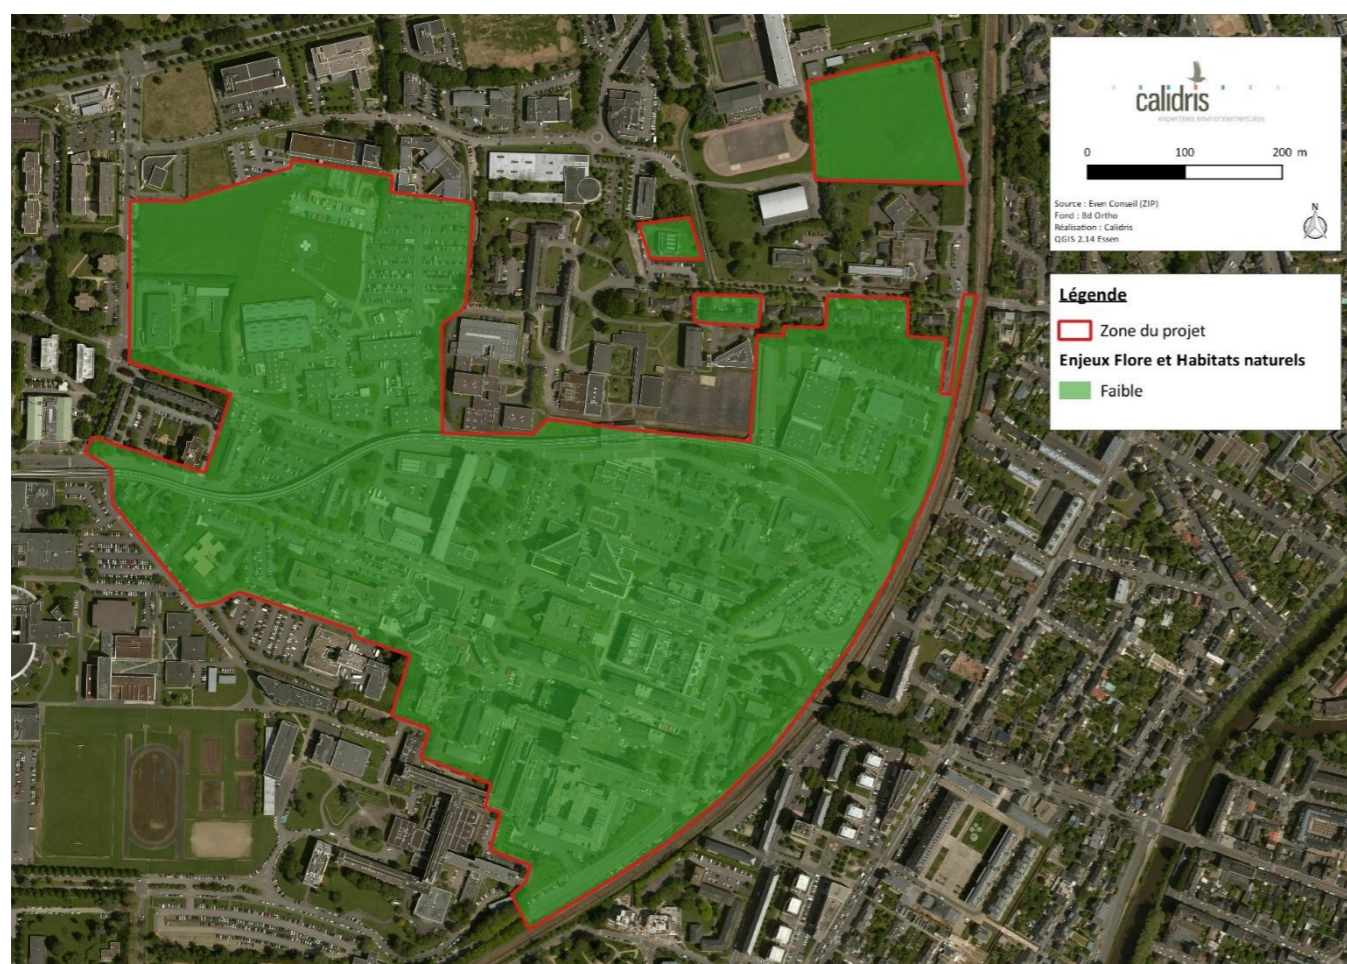 calidris
expertises environnementales
0 100 200 m
Source : Even Conseil (ZIP)
Fond : Bd Ortho
Réalisation : Calidris
QGIS 2.14 Essen
N
Légende
Zone du projet
Enjeux Flore et Habitats naturels
Faible